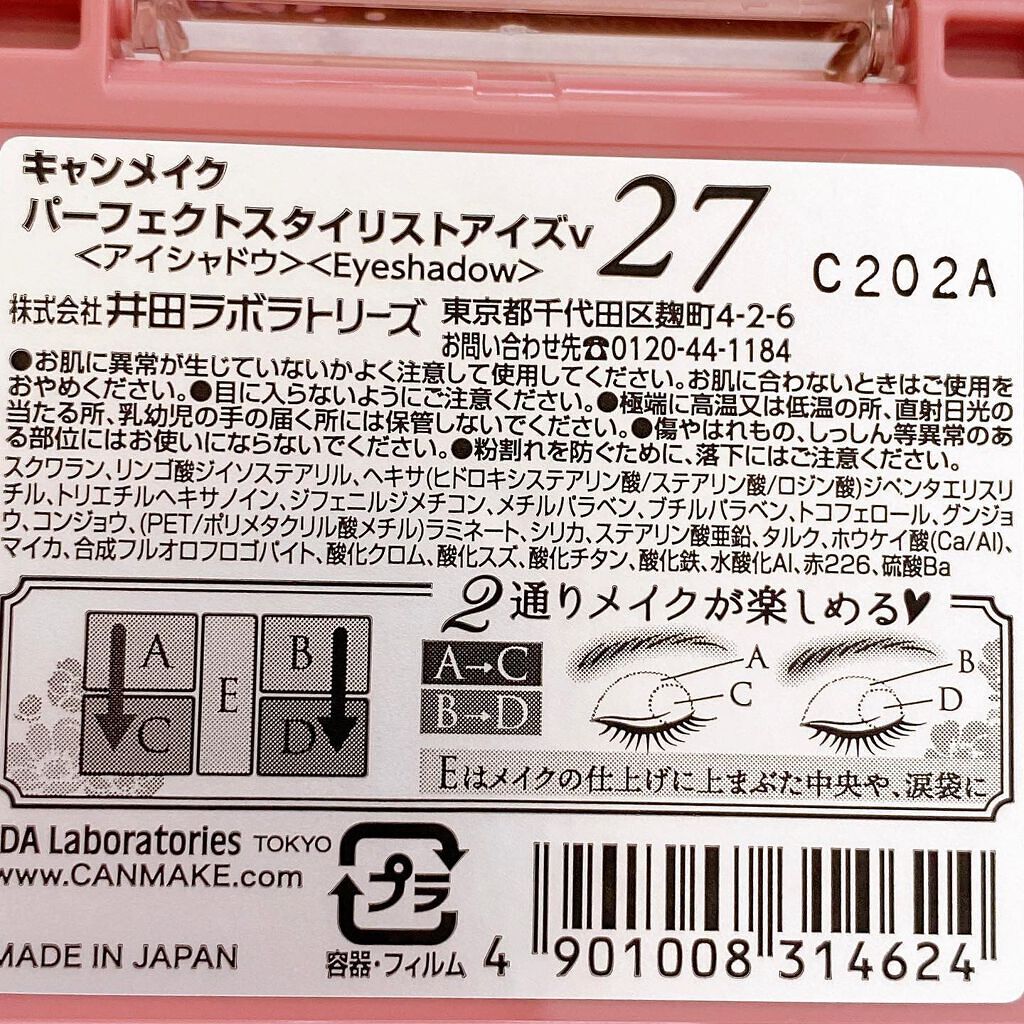 キャンメイク
パーフェクトスタイリストアイズv
27
<アイシャドウ><Eyeshadow>
C202A
株式会社 井田ラボラトリーズ 東京都千代田区麹町4-2-6
お問い合わせ先☎0120-44-1184
●お肌に異常が生じていないかよく注意して使用してください。お肌に合わないときはご使用を
おやめください。●目に入らないようにご注意ください。●極端に高温又は低温の所、直射日光の
当たる所、乳幼児の手の届く所には保管しないでください。●傷やはれもの、しっしん等異常のあ
る部位にはお使いにならないでください。●粉割れを防ぐために、落下にはご注意ください。
スクワラン、リンゴ酸ジイソステアリル、ヘキサ(ヒドロキシステアリン酸/ステアリン酸/ロジン酸)ジペンタエリスリ
チル、トリエチルヘキサノイン、ジフェニルジメチコン、メチルパラベン、ブチルパラベン、トコフェロール、グンジョ
ウ、コンジョウ、(PET/ポリメタクリル酸メチル)ラミネート、シリカ、ステアリン酸亜鉛、タルク、ホウケイ酸(Ca/Al)、
マイカ、合成フルオロフロゴパイト、酸化クロム、酸化スズ、酸化チタン、酸化鉄、水酸化Al、赤226、硫酸Ba
2通りメイクが楽しめる♥
A B
E
C D
A→C
B→D
A
C
B
D
Eはメイクの仕上げに上まぶた中央や、涙袋に
DA Laboratories TOKYO
www.CANMAKE.com
MADE IN JAPAN
プラ
容器・フィルム
4 901008 314624